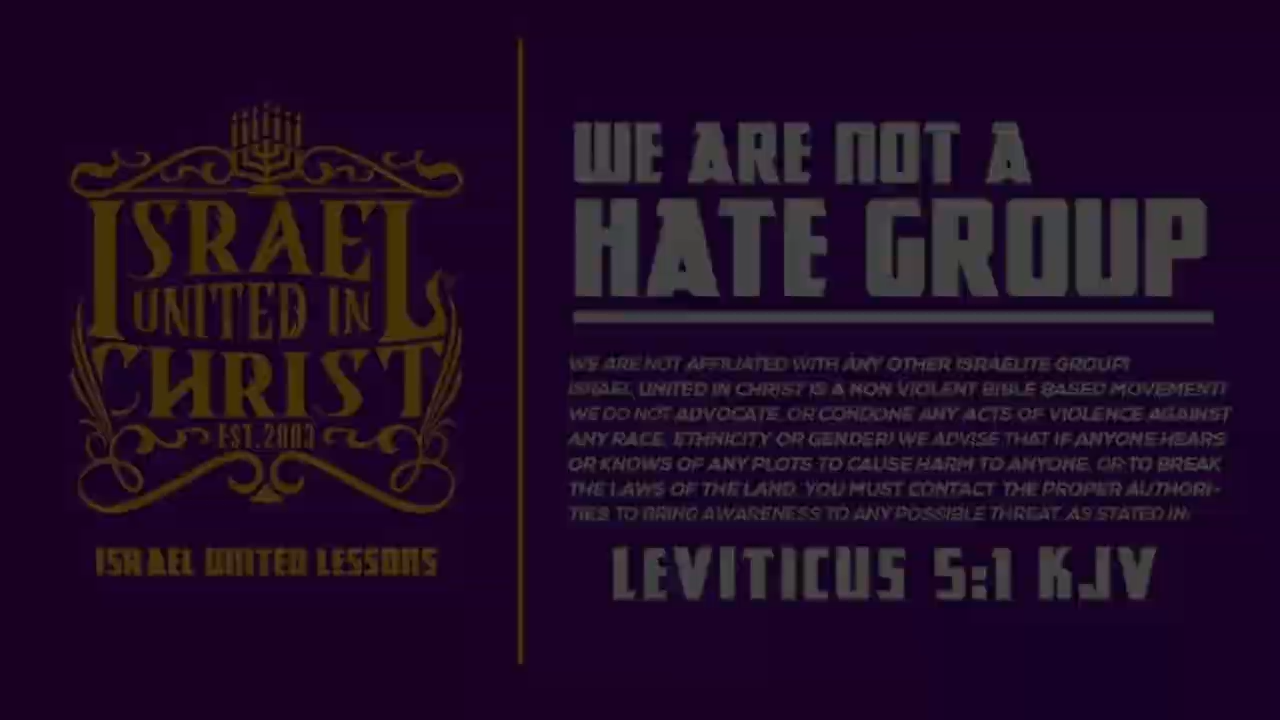 ISRAEL
UNITED IN
CHRIST
EST. 2003
ISRAEL UNITED LESSONS
WE ARE NOT A
HATE GROUP
WE ARE NOT AFFILIATED WITH ANY OTHER ISRAELITE GROUP!
ISRAEL UNITED IN CHRIST IS A NON VIOLENT BIBLE BASED MOVEMENT!
WE DO NOT ADVOCATE, OR CONDONE ANY ACTS OF VIOLENCE AGAINST
ANY RACE, ETHNICITY OR GENDER! WE ADVISE THAT IF ANYONE HEARS
OR KNOWS OF ANY PLOTS TO CAUSE HARM TO ANYONE, OR TO BREAK
THE LAWS OF THE LAND, YOU MUST CONTACT THE PROPER AUTHORI-
TIES TO BRING AWARENESS TO ANY POSSIBLE THREAT, AS STATED IN:
LEVITICUS 5:1 KJV